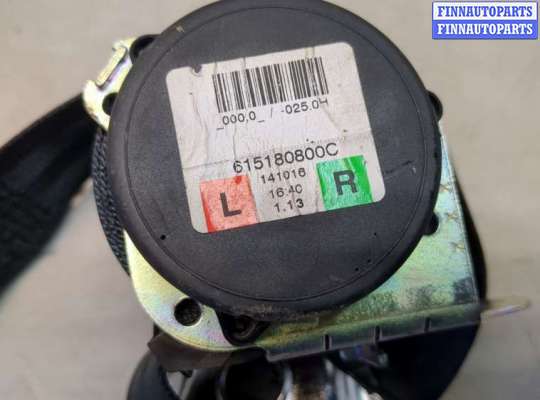 FINNAUTOPARTS
FINNAUTOPARTS
_000,0_ / -025.0H
615180800C
141016
16:40
1.13
L
R